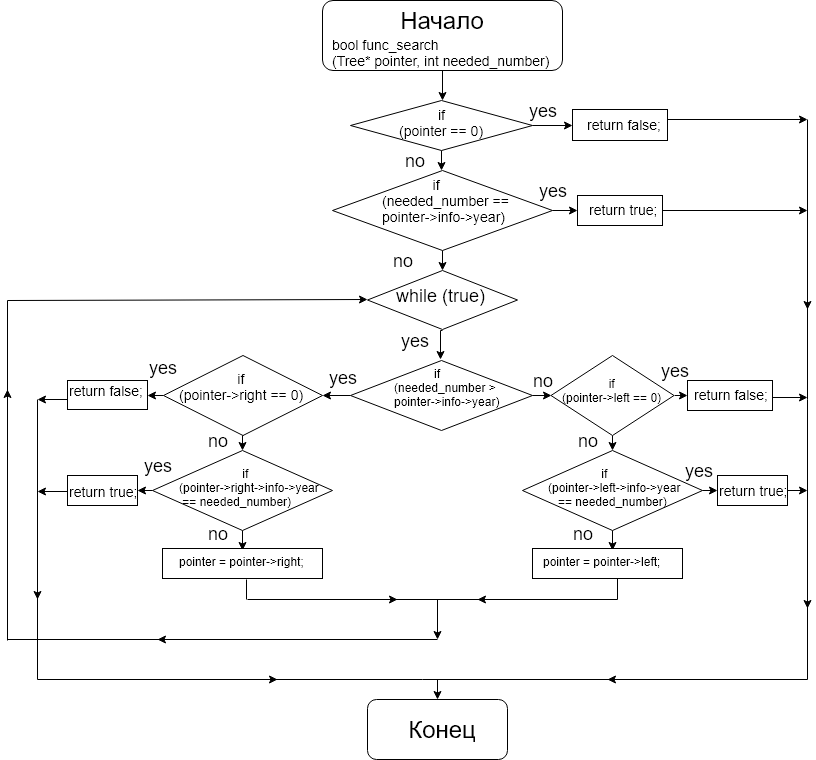 Начало
bool func_search
(Tree* pointer, int needed_number)
if
(pointer == 0)
yes
return false;
no
if
(needed_number ==
pointer->info->year)
yes
return true;
no
while (true)
yes
if
(needed_number >
pointer->info->year)
yes
no
if
(pointer->right == 0)
yes
return false;
no
if
(pointer->right->info->year
== needed_number)
yes
return true;
no
pointer = pointer->right;
if
(pointer->left == 0)
yes
return false;
no
if
(pointer->left->info->year
== needed_number)
yes
return true;
no
pointer = pointer->left;
Конец